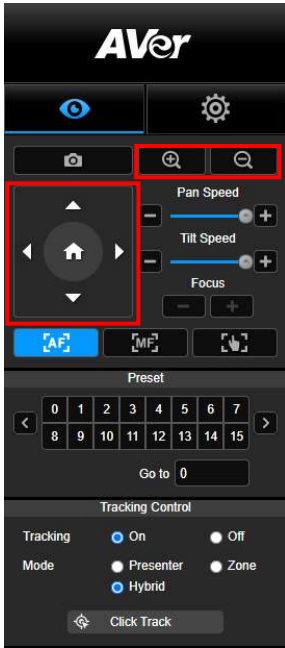 AVer
Pan Speed
Tilt Speed
Focus
AF
MF
Preset
0 1 2 3 4 5 6 7
8 9 10 11 12 13 14 15
Go to 0
Tracking Control
Tracking On Off
Mode Presenter Zone
Hybrid
Click Track